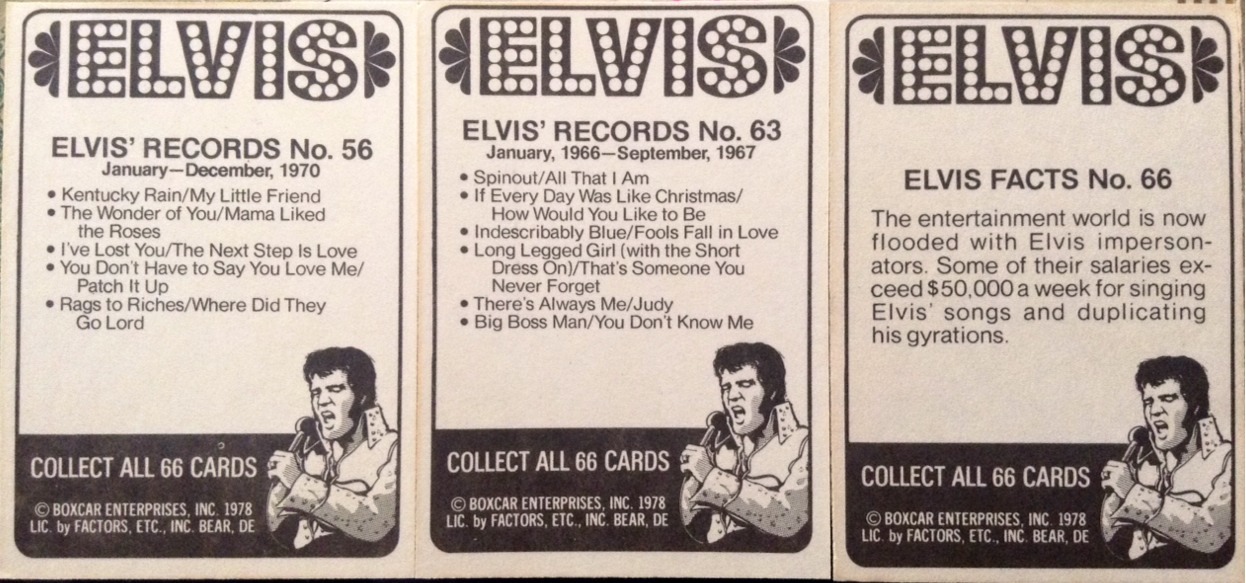 ELVIS
ELVIS' RECORDS No. 56
January—December, 1970
• Kentucky Rain/My Little Friend
• The Wonder of You/Mama Liked
the Roses
• I've Lost You/The Next Step Is Love
• You Don't Have to Say You Love Me/
Patch It Up
• Rags to Riches/Where Did They
Go Lord
COLLECT ALL 66 CARDS
© BOXCAR ENTERPRISES, INC. 1978
LIC. by FACTORS, ETC., INC. BEAR, DE
ELVIS
ELVIS' RECORDS No. 63
January, 1966—September, 1967
• Spinout/All That I Am
• If Every Day Was Like Christmas/
How Would You Like to Be
• Indescribably Blue/Fools Fall in Love
• Long Legged Girl (with the Short
Dress On)/That's Someone You
Never Forget
• There's Always Me/Judy
• Big Boss Man/You Don't Know Me
COLLECT ALL 66 CARDS
© BOXCAR ENTERPRISES, INC. 1978
LIC. by FACTORS, ETC., INC. BEAR, DE
ELVIS
ELVIS FACTS No. 66
The entertainment world is now
flooded with Elvis imperson-
ators. Some of their salaries ex-
ceed $50,000 a week for singing
Elvis' songs and duplicating
his gyrations.
COLLECT ALL 66 CARDS
© BOXCAR ENTERPRISES, INC. 1978
LIC. by FACTORS, ETC., INC. BEAR, DE